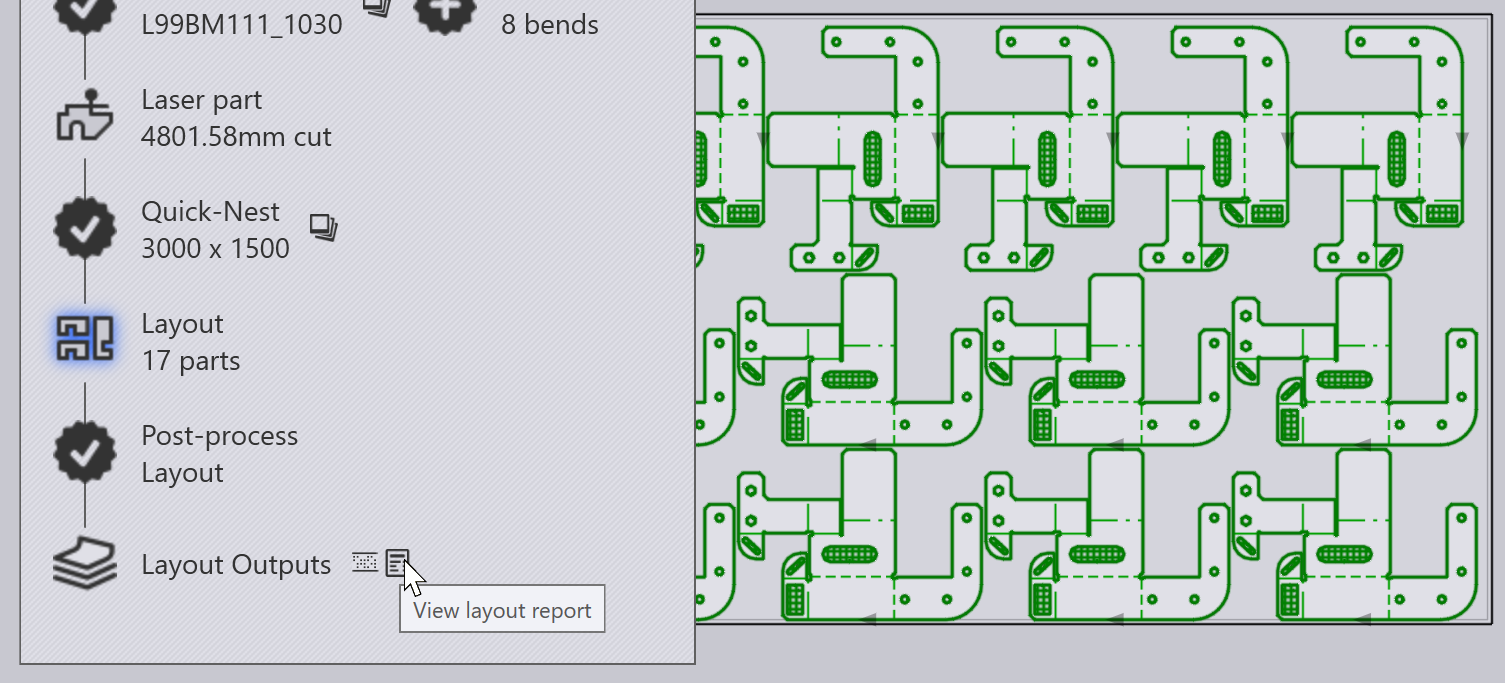 L99BM111_1030
8 bends
Laser part
4801.58mm cut
Quick-Nest
3000 x 1500
Layout
17 parts
Post-process
Layout
Layout Outputs
View layout report